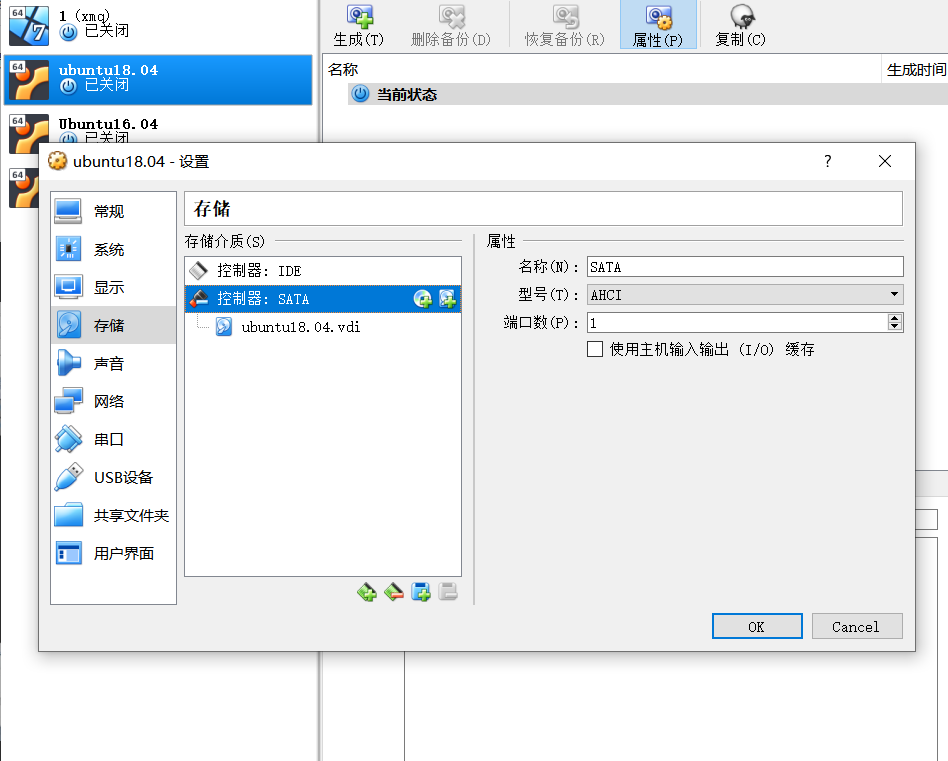 64
1 (xmq)
已关闭
生成(T)
删除备份(D)
恢复备份(R)
属性(P)
复制(C)
名称
生成时间
当前状态
64
ubuntu18.04
已关闭
64
Ubuntu16.04
已关闭
64
ubuntu18.04 - 设置
?
常规
系统
显示
存储
声音
网络
串口
USB设备
共享文件夹
用户界面
存储
存储介质(S)
控制器: IDE
控制器: SATA
ubuntu18.04.vdi
属性
名称(N): SATA
型号(T): AHCI
端口数(P): 1
使用主机输入输出 (I/O) 缓存
OK
Cancel